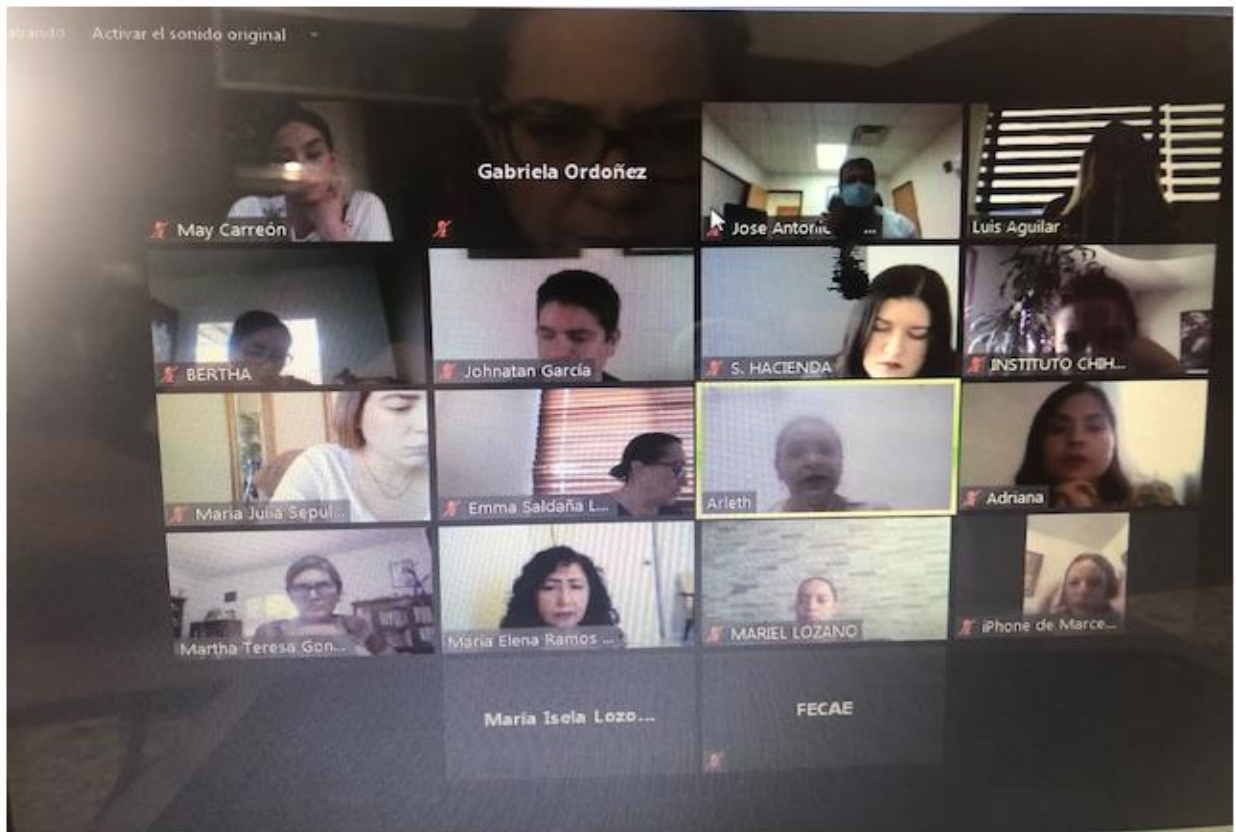 Activar el sonido original
Gabriela Ordoñez
May Carreón
Jose Antonio ...
Luis Aguilar
BERTHA
Johnatan García
S. HACIENDA
INSTITUTO CHIH...
Maria Julia Sepul...
Emma Saldaña L...
Arleth
Adriana
Martha Teresa Gon...
Maria Elena Ramos ...
MARIEL LOZANO
iPhone de Marce...
María Isela Lozo...
FECAE